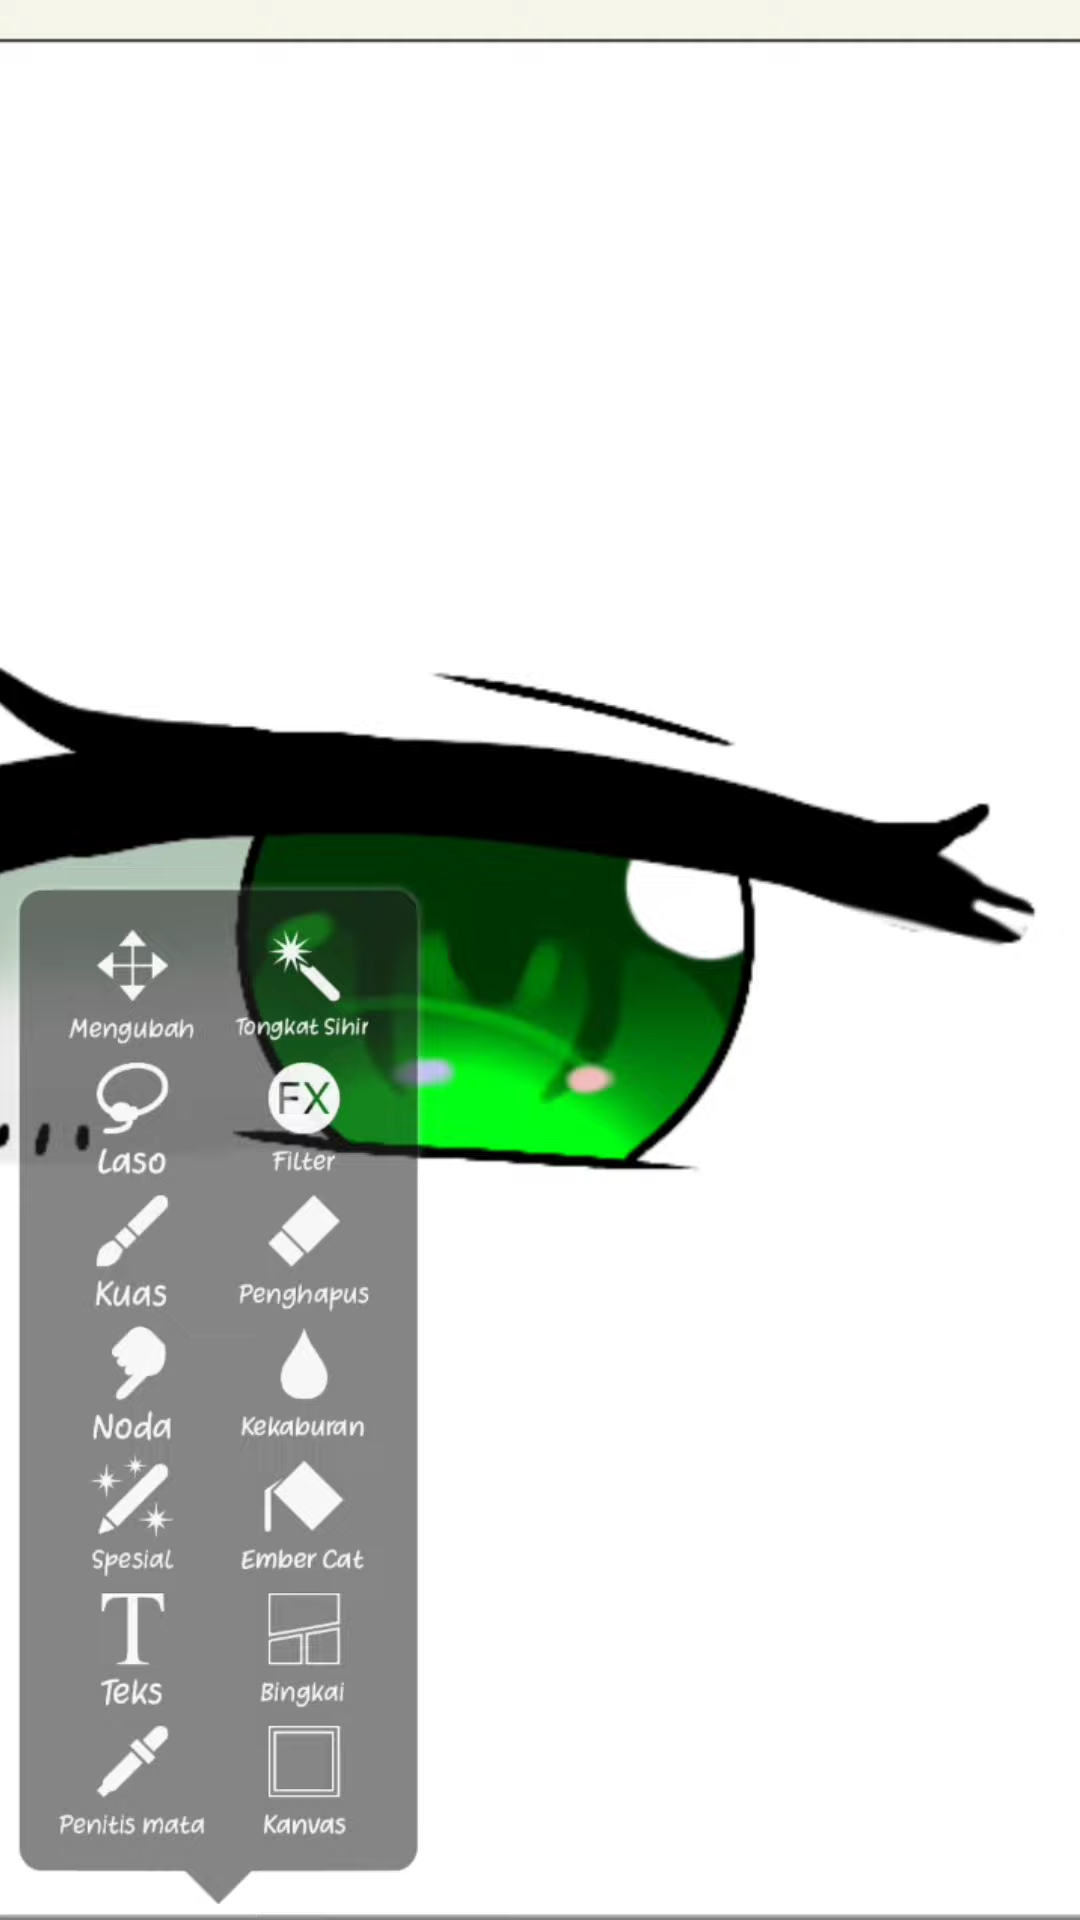 Mengubah Tongkat Sihir
Laso FX Filter
Kuas Penghapus
Noda Kekaburan
Spesial Ember Cat
T Teks Bingkai
Penitis mata Kanvas